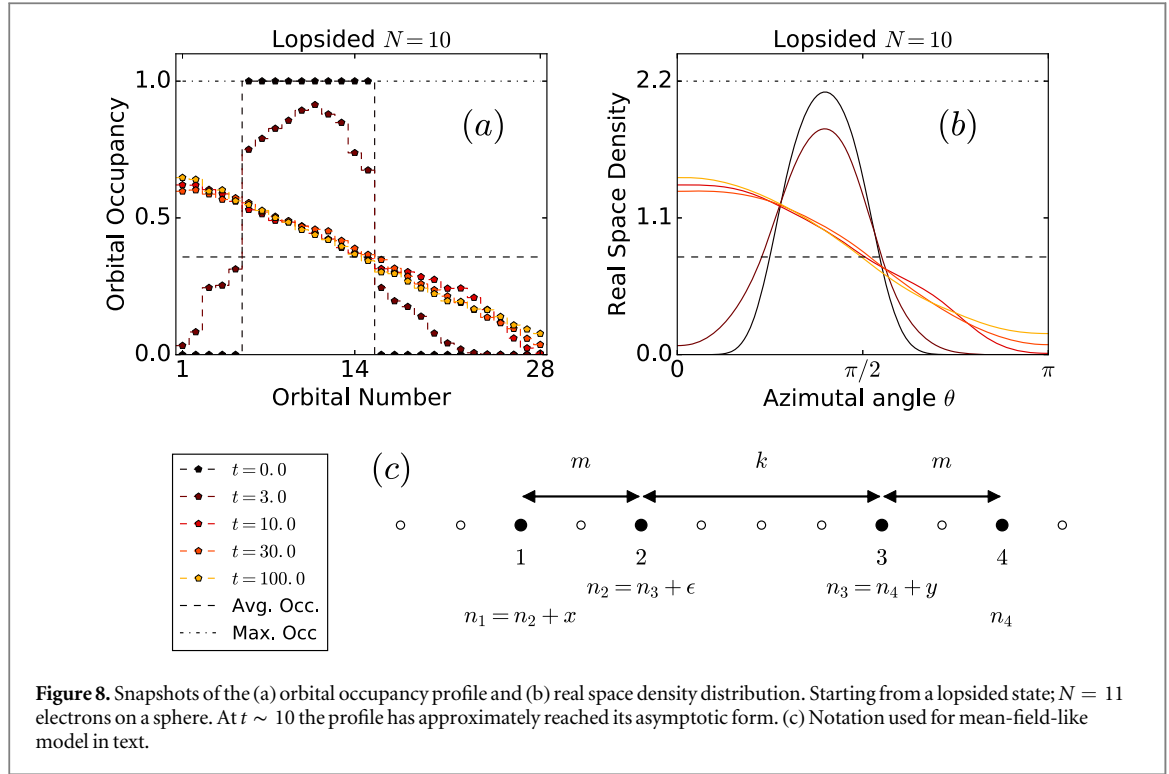 Lopsided N = 10
(a)
Orbital Occupancy
1.0
0.5
0.0
1
14
28
Orbital Number
Lopsided N = 10
(b)
Real Space Density
2.2
1.1
0.0
0
π/2
π
Azimutal angle θ
t = 0.0
t = 3.0
t = 10.0
t = 30.0
t = 100.0
Avg. Occ.
Max. Occ
(c)
m
k
m
1
2
3
4
n₂ = n₃ + ϵ
n₃ = n₄ + y
n₁ = n₂ + x
n₄
Figure 8. Snapshots of the (a) orbital occupancy profile and (b) real space density distribution. Starting from a lopsided state; N = 11
electrons on a sphere. At t ∼ 10 the profile has approximately reached its asymptotic form. (c) Notation used for mean-field-like
model in text.